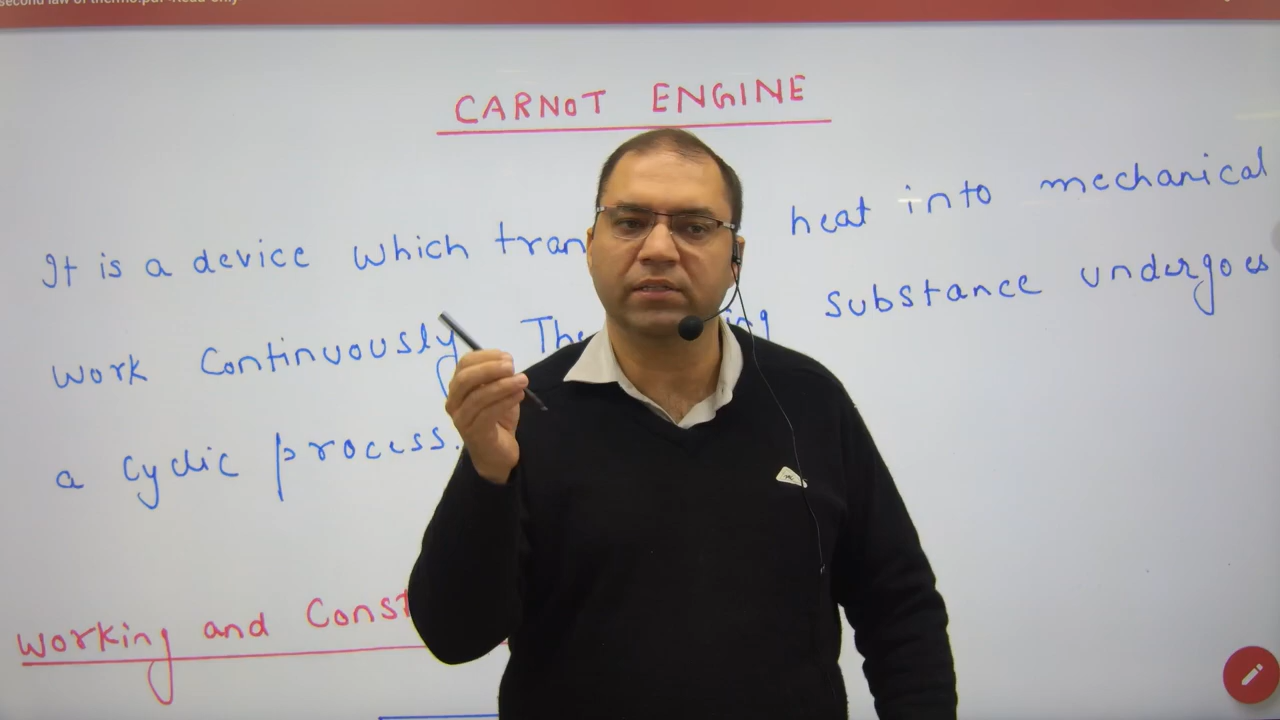 second law of thermo.pdf - Read-Only
CARNOT ENGINE
It is a device which tran heat into mechanical
work continuously The ing substance undergoes
a cyclic process.
Working and Const